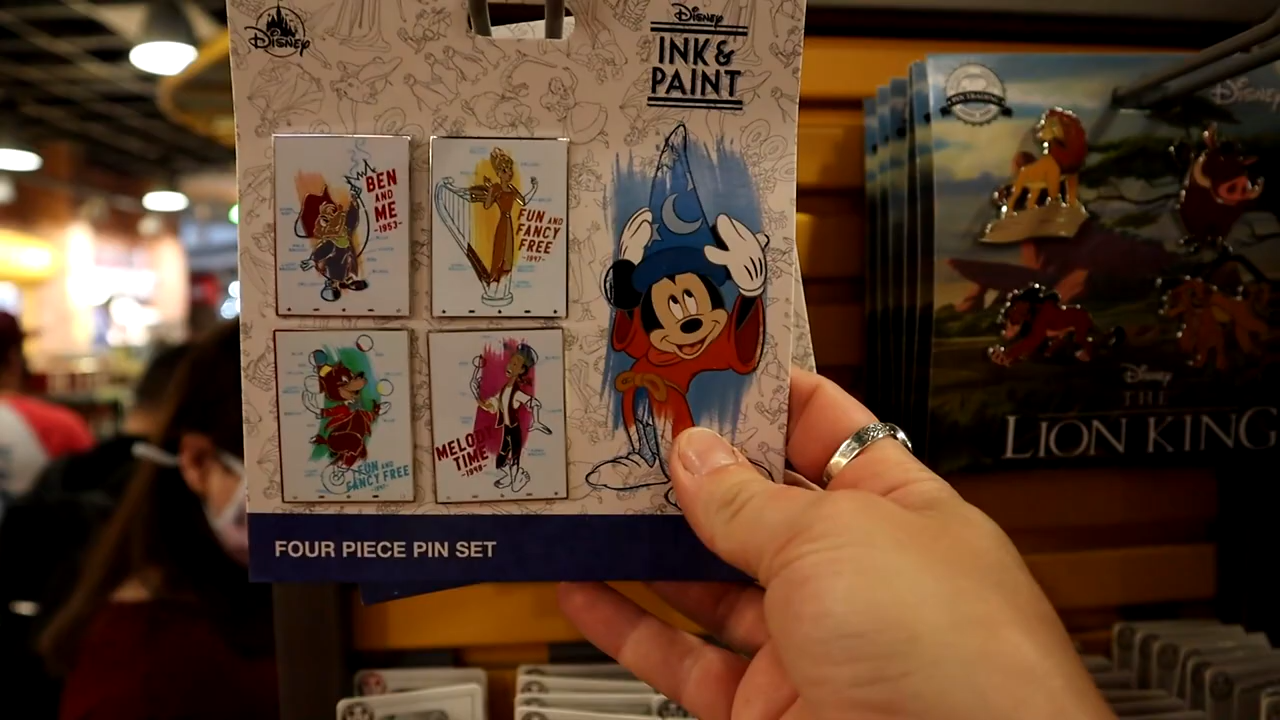 Disney
Disney
INK &
PAINT
BEN
AND
ME
-1953-
FUN AND
FANCY
FREE
-1947-
FUN AND
FANCY FREE
MELODY
TIME
-1948-
FOUR PIECE PIN SET
Disney
Disney
THE
LION KING